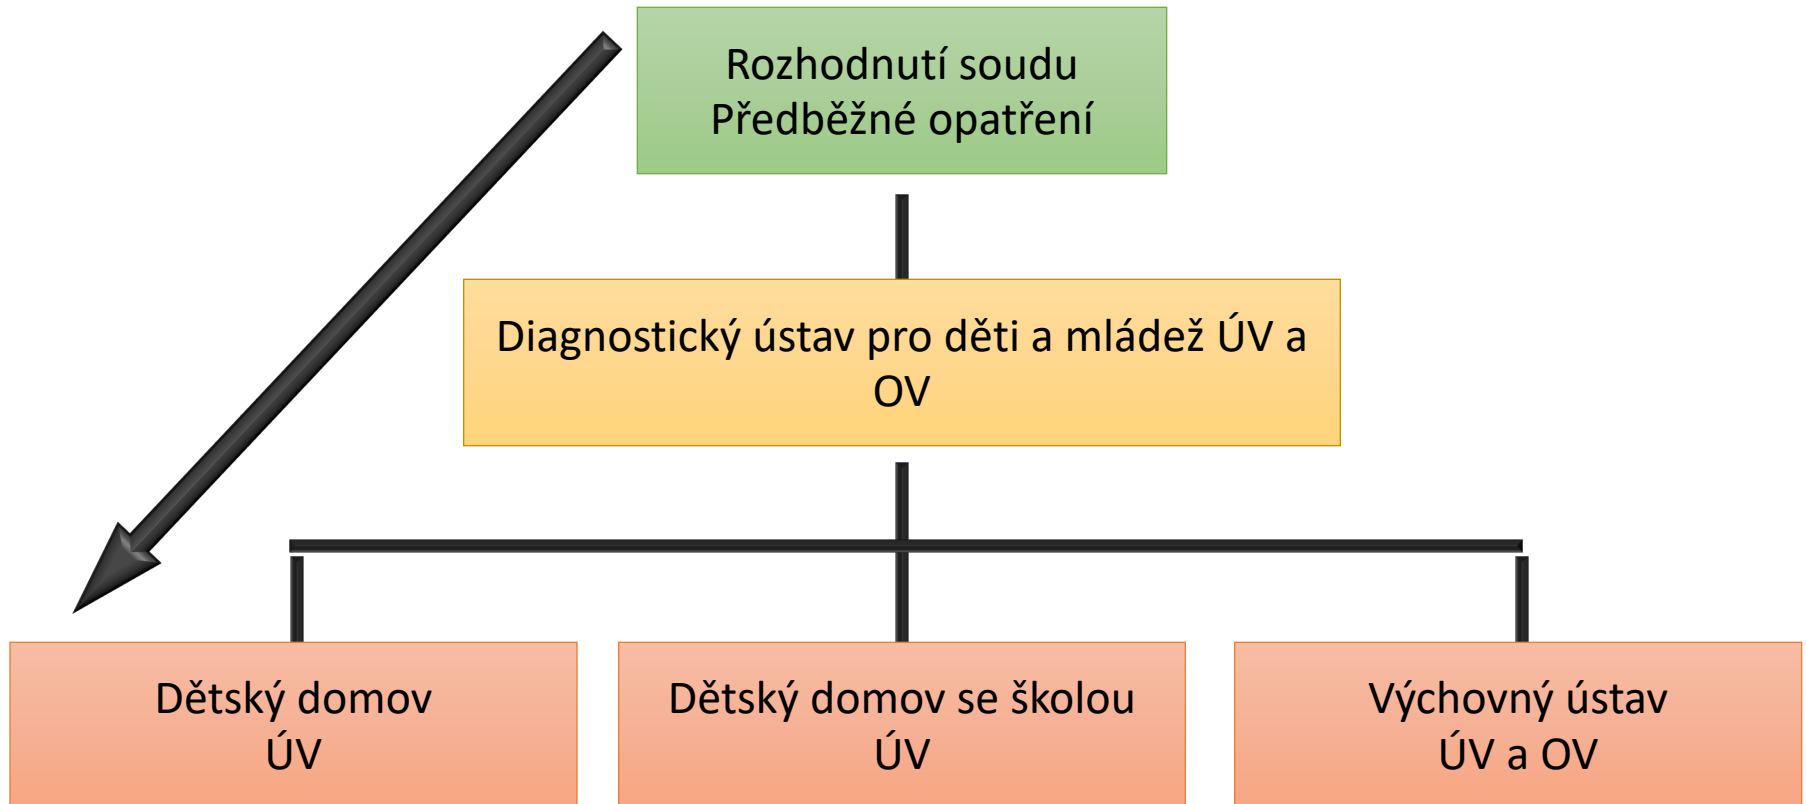 Rozhodnutí soudu
Předběžné opatření
Diagnostický ústav pro děti a mládež ÚV a
OV
Dětský domov
ÚV
Dětský domov se školou
ÚV
Výchovný ústav
ÚV a OV